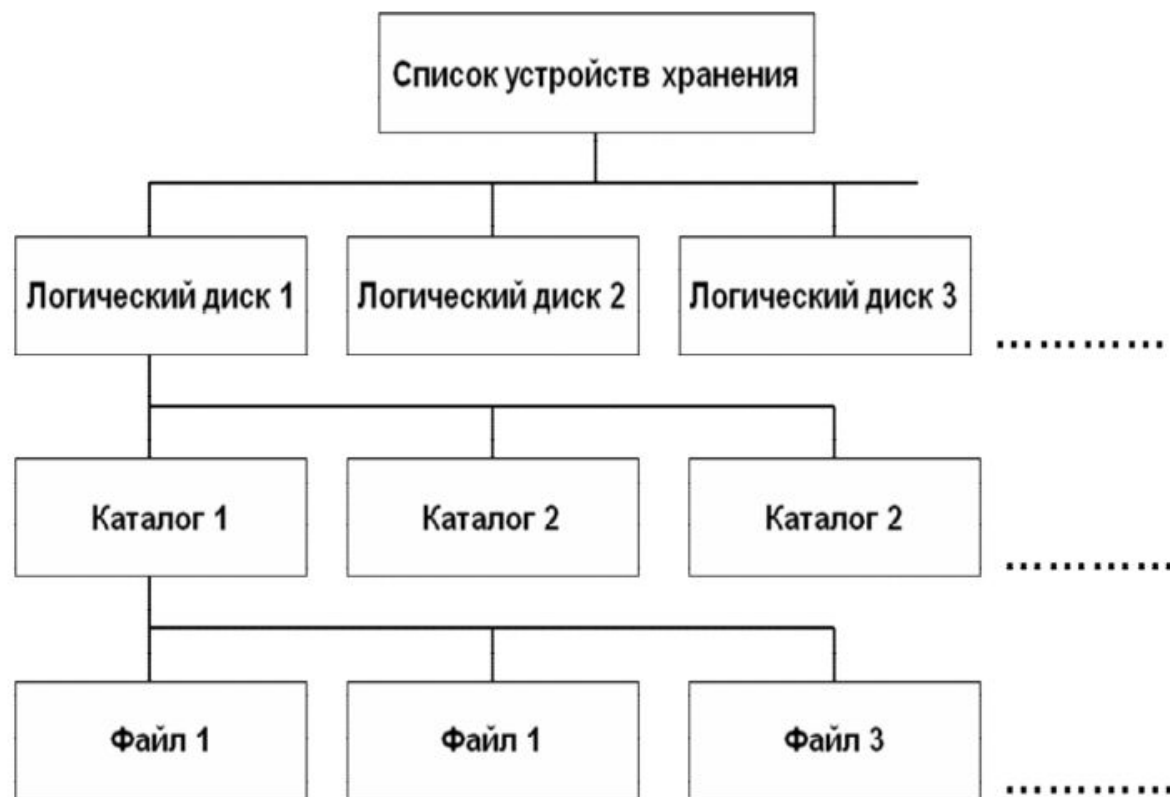 Список устройств хранения
Логический диск 1
Логический диск 2
Логический диск 3
Каталог 1
Каталог 2
Каталог 2
Файл 1
Файл 1
Файл 3